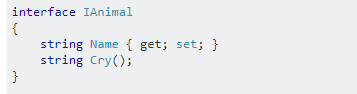 interface IAnimal
{
    string Name { get; set; }
    string Cry();
}